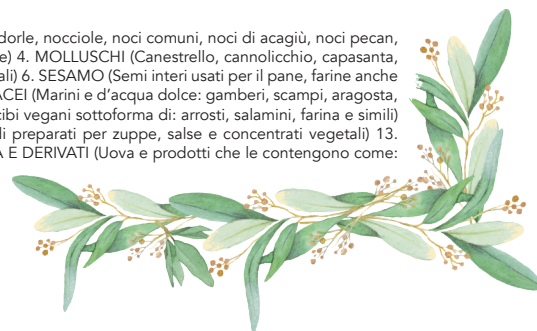 dorle, nocciole, noci comuni, noci di acagiù, noci pecan,
e) 4. MOLLUSCHI (Canestrello, cannolicchio, capasanta,
ali) 6. SESAMO (Semi interi usati per il pane, farine anche
ACEI (Marini e d'acqua dolce: gamberi, scampi, aragosta,
cibi vegani sottoforma di: arrosti, salamini, farina e simili)
di preparati per zuppe, salse e concentrati vegetali) 13.
A E DERIVATI (Uova e prodotti che le contengono come: